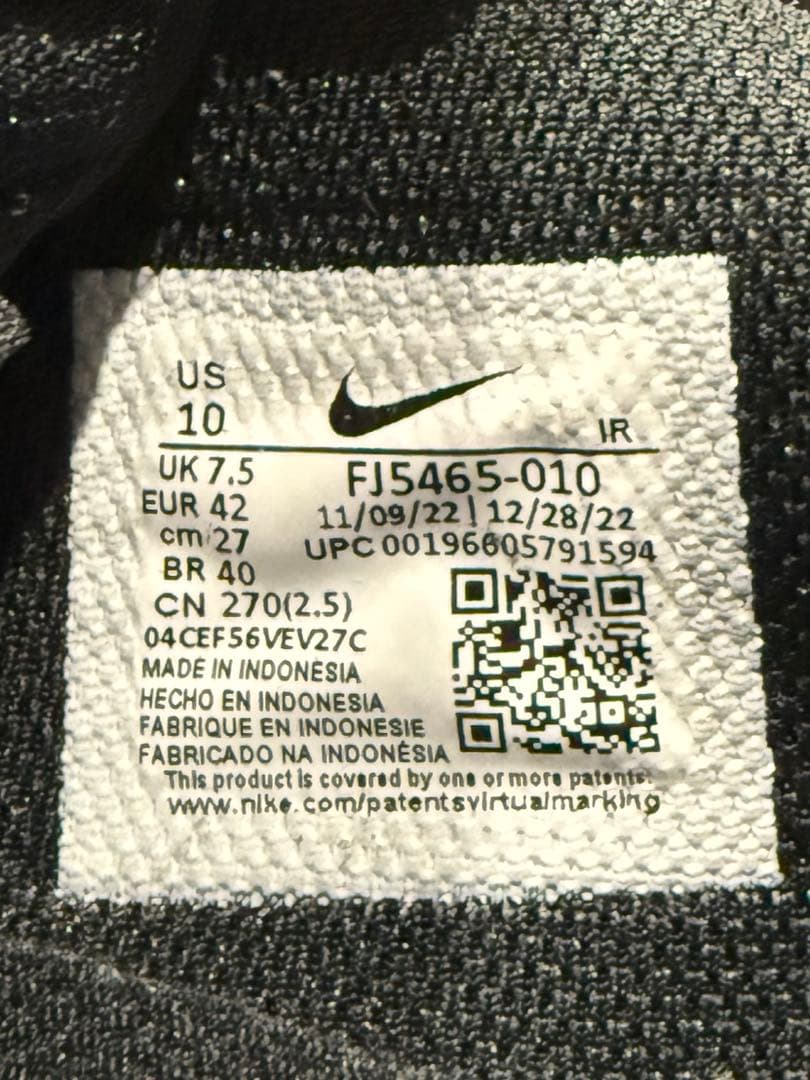 US
10
IR
UK 7.5
FJ5465-010
EUR 42
11/09/22 | 12/28/22
cm 27
UPC 00196605791594
BR 40
CN 270(2.5)
04CEF56VEV27C
MADE IN INDONESIA
HECHO EN INDONESIA
FABRIQUE EN INDONESIE
FABRICADO NA INDONÉSIA
This product is covered by one or more patents:
www.nike.com/patentsvirtualmarking